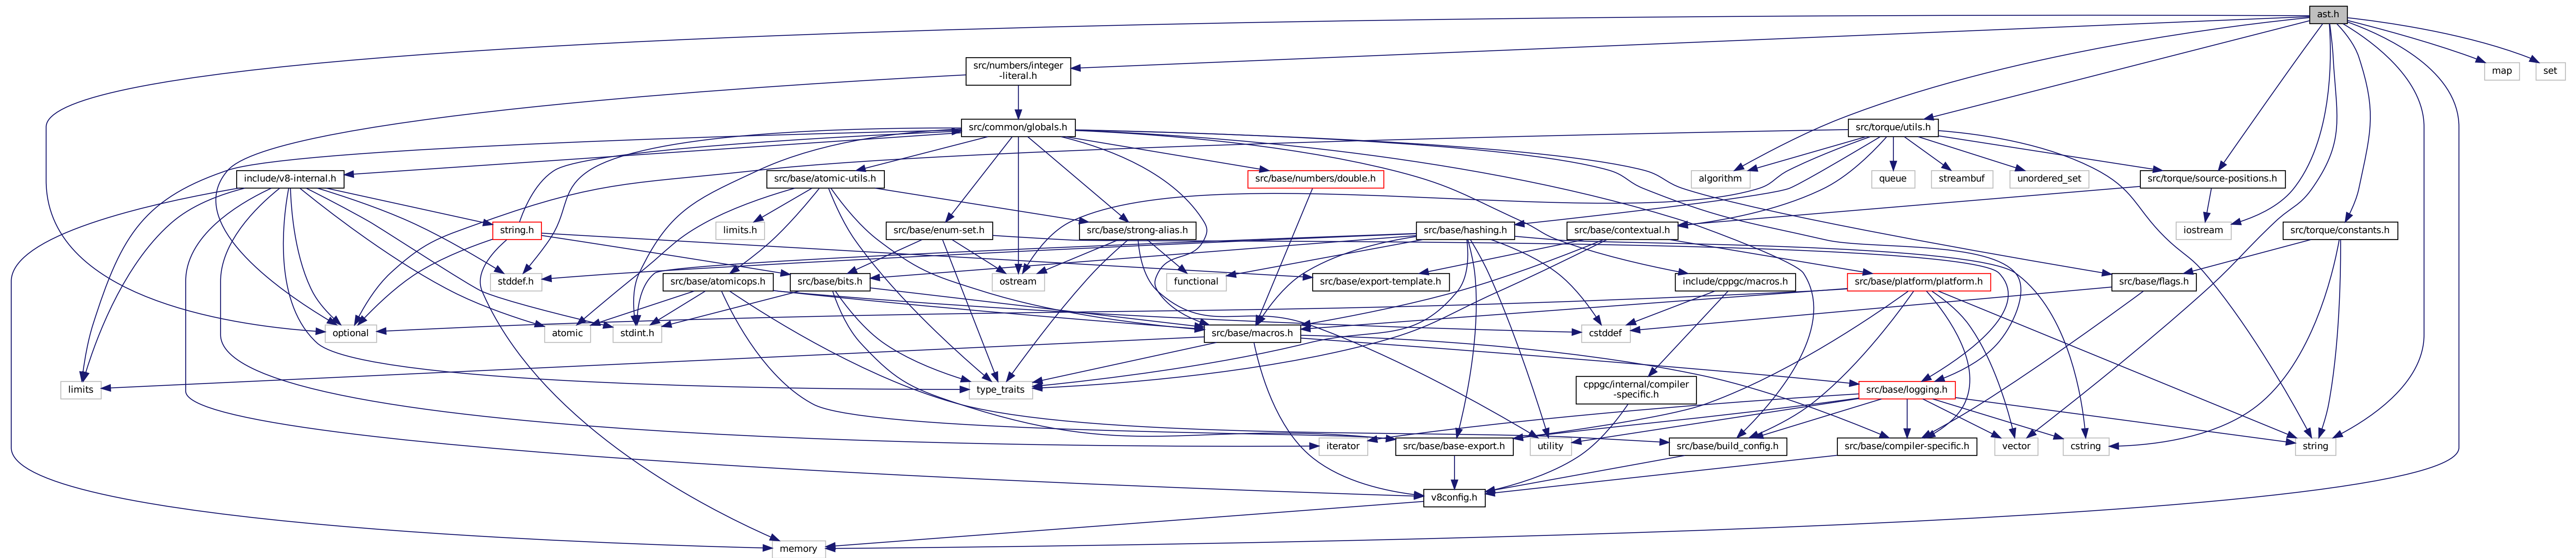 ast.h
src/numbers/integer
-literal.h
map
set
src/common/globals.h
src/torque/utils.h
include/v8-internal.h
src/base/atomic-utils.h
src/base/numbers/double.h
algorithm
queue
streambuf
unordered_set
src/torque/source-positions.h
string.h
limits.h
src/base/enum-set.h
src/base/strong-alias.h
src/base/hashing.h
src/base/contextual.h
iostream
src/torque/constants.h
stddef.h
src/base/atomicops.h
src/base/bits.h
ostream
functional
src/base/export-template.h
include/cppgc/macros.h
src/base/platform/platform.h
src/base/flags.h
optional
atomic
stdint.h
src/base/macros.h
cstddef
limits
type_traits
cppgc/internal/compiler
-specific.h
src/base/logging.h
iterator
src/base/base-export.h
utility
src/base/build_config.h
src/base/compiler-specific.h
vector
cstring
string
v8config.h
memory